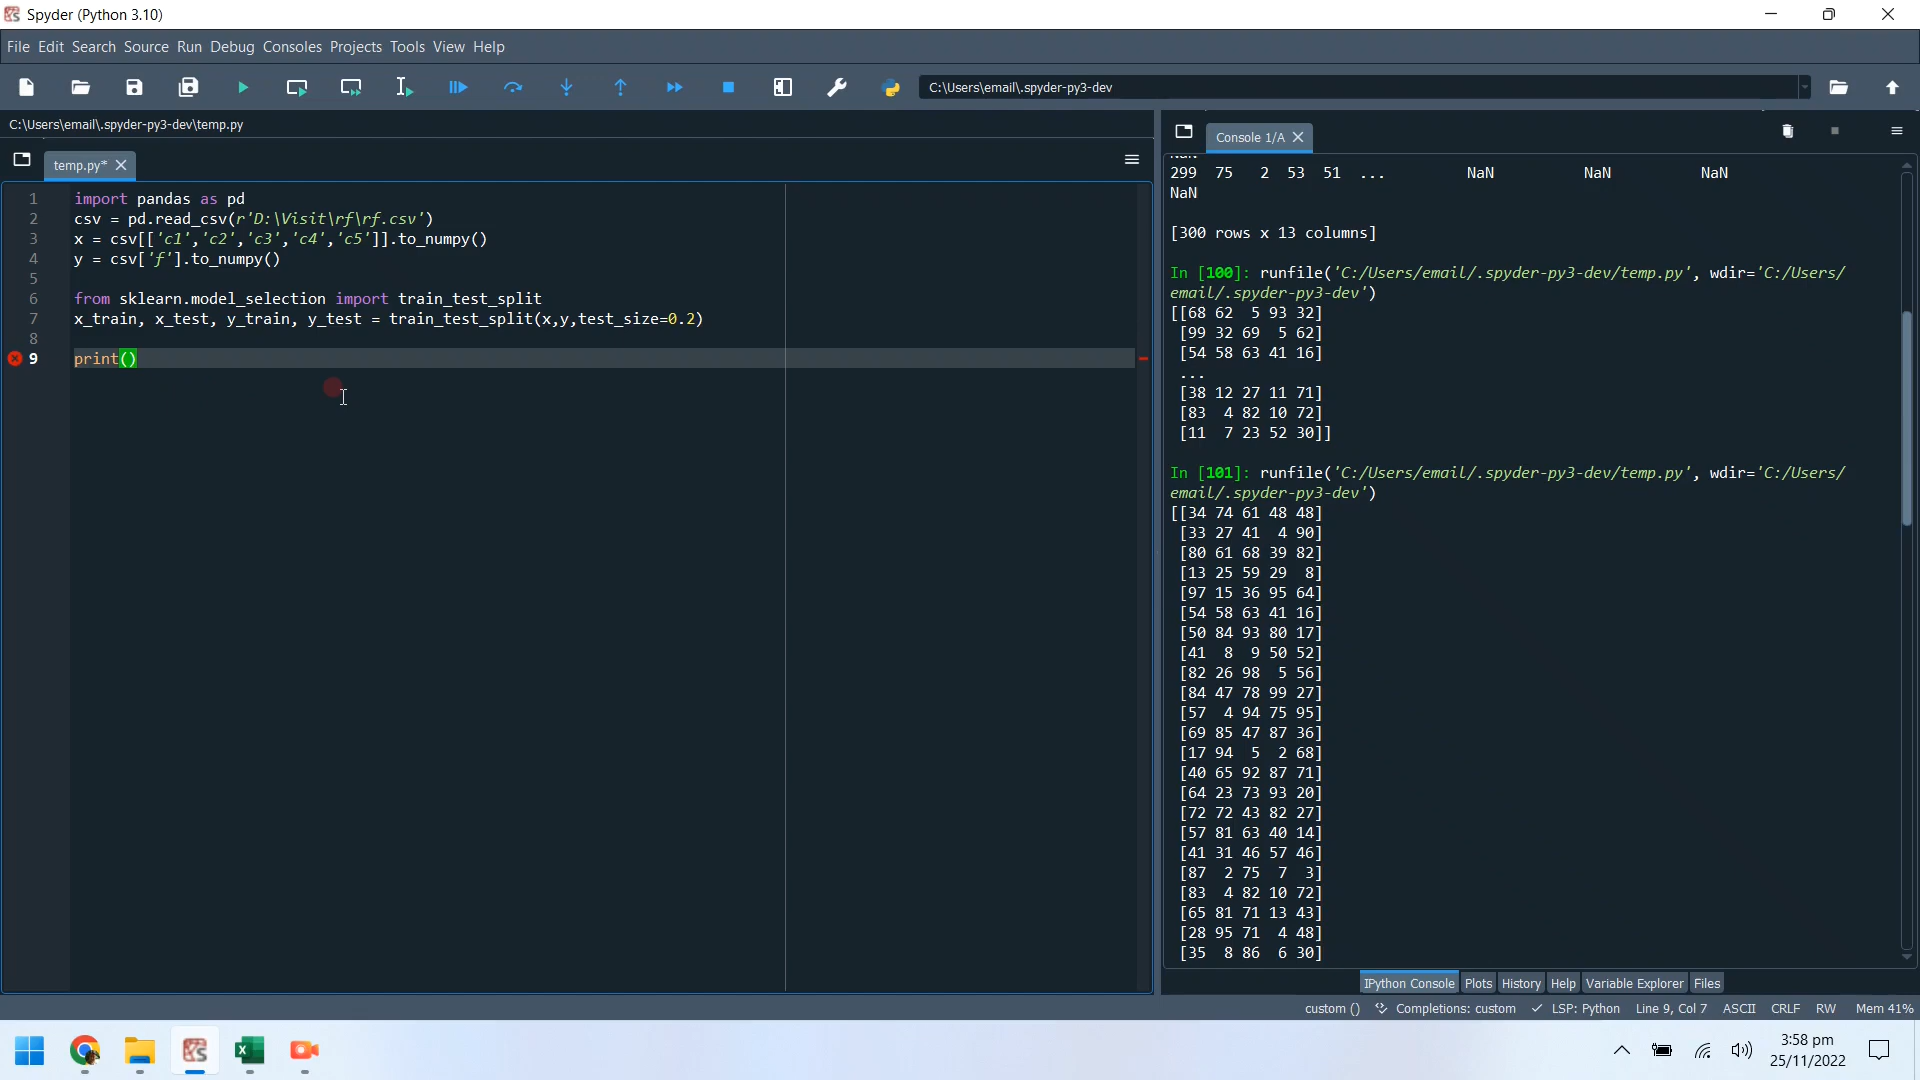 Spyder (Python 3.10)
File Edit Search Source Run Debug Consoles Projects Tools View Help
C:\Users\email\.spyder-py3-dev
C:\Users\email\.spyder-py3-dev\temp.py
temp.py*
1 import pandas as pd
2 csv = pd.read_csv(r'D:\Visit\rf\rf.csv')
3 x = csv[['c1','c2','c3','c4','c5']].to_numpy()
4 y = csv['f'].to_numpy()
5
6 from sklearn.model_selection import train_test_split
7 x_train, x_test, y_train, y_test = train_test_split(x,y,test_size=0.2)
8
9 print()
Console 1/A
NaN
299 75 2 53 51 ... NaN NaN NaN
NaN
[300 rows x 13 columns]
In [100]: runfile('C:/Users/email/.spyder-py3-dev/temp.py', wdir='C:/Users/
email/.spyder-py3-dev')
[[68 62 5 93 32]
[99 32 69 5 62]
[54 58 63 41 16]
...
[38 12 27 11 71]
[83 4 82 10 72]
[11 7 23 52 30]]
In [101]: runfile('C:/Users/email/.spyder-py3-dev/temp.py', wdir='C:/Users/
email/.spyder-py3-dev')
[[34 74 61 48 48]
[33 27 41 4 90]
[80 61 68 39 82]
[13 25 59 29 8]
[97 15 36 95 64]
[54 58 63 41 16]
[50 84 93 80 17]
[41 8 9 50 52]
[82 26 98 5 56]
[84 47 78 99 27]
[57 4 94 75 95]
[69 85 47 87 36]
[17 94 5 2 68]
[40 65 92 87 71]
[64 23 73 93 20]
[72 72 43 82 27]
[57 81 63 40 14]
[41 31 46 57 46]
[87 2 75 7 3]
[83 4 82 10 72]
[65 81 71 13 43]
[28 95 71 4 48]
[35 8 86 6 30]
IPython Console Plots History Help Variable Explorer Files
custom () Completions: custom LSP: Python Line 9, Col 7 ASCII CRLF RW Mem 41%
3:58 pm
25/11/2022